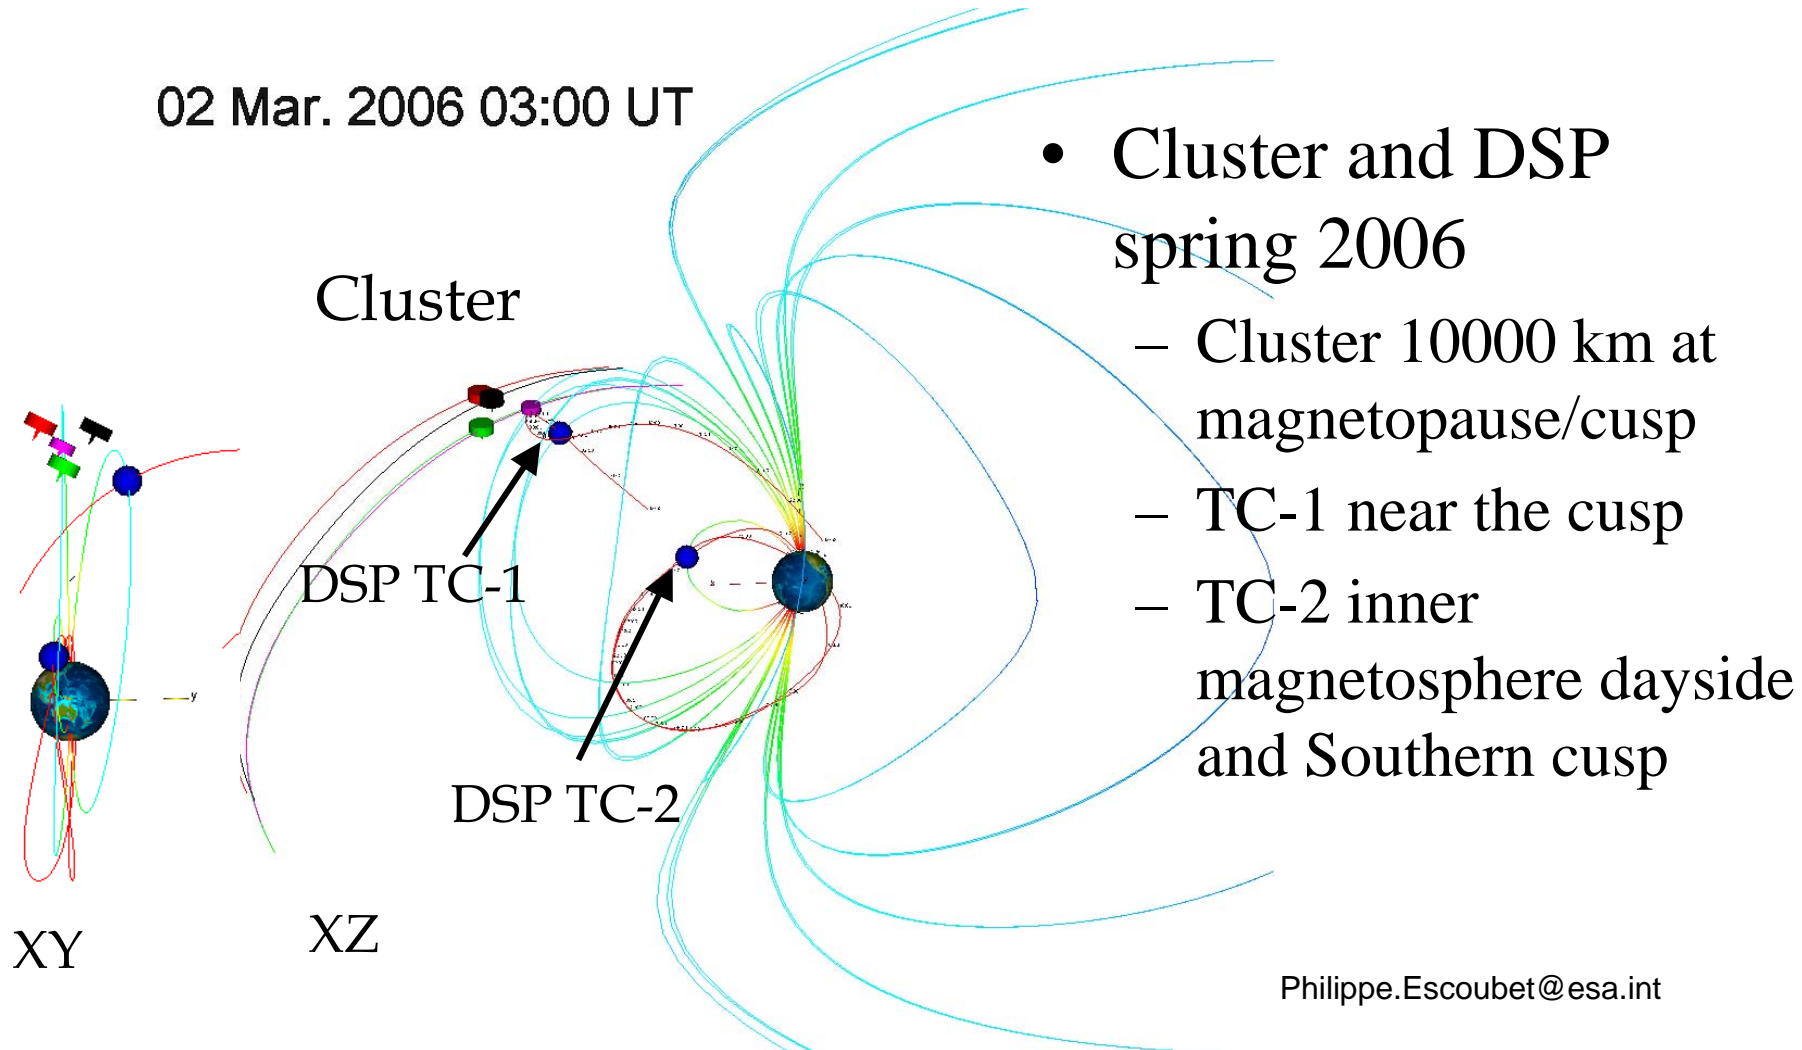 02 Mar. 2006 03:00 UT
Cluster
DSP TC-1
DSP TC-2
y
XY
XZ
• Cluster and DSP
spring 2006
– Cluster 10000 km at
magnetopause/cusp
– TC-1 near the cusp
– TC-2 inner
magnetosphere dayside
and Southern cusp
Philippe.Escoubet@esa.int